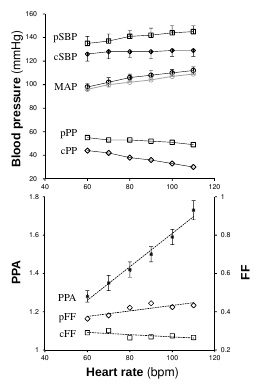 160
140
120
100
80
60
40
20
40 60 80 100 120
Blood pressure (mmHg)
pSBP
cSBP
MAP
pPP
cPP
1.8
1.6
1.4
1.2
1
1
0.8
0.6
0.4
0.2
40 60 80 100 120
PPA
FF
PPA
pFF
cFF
Heart rate (bpm)